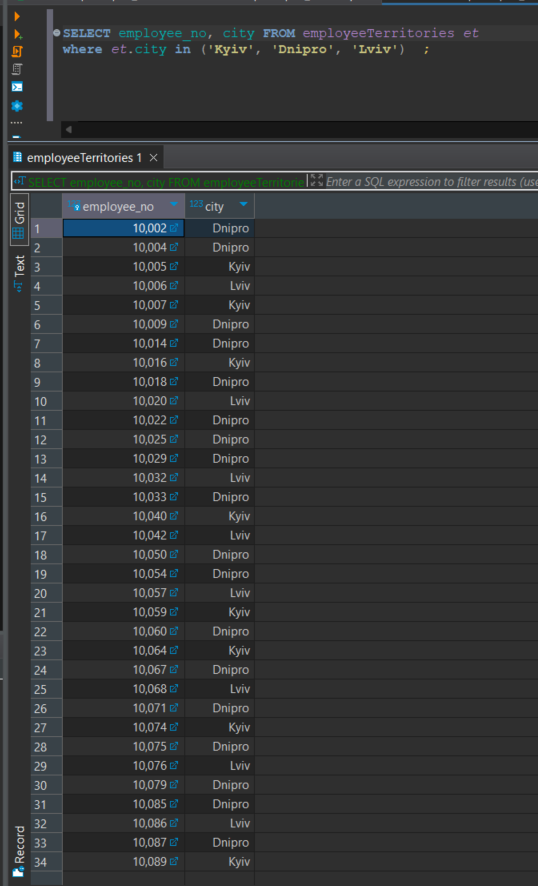 SELECT employee_no, city FROM employeeTerritories et
where et.city in ('Kyiv', 'Dnipro', 'Lviv')  ;
employeeTerritories 1
SELECT employee_no, city FROM employeeTerritorie Enter a SQL expression to filter results (use
Grid
Text
Record
employee_no 123 city
1 10,002 Dnipro
2 10,004 Dnipro
3 10,005 Kyiv
4 10,006 Lviv
5 10,007 Kyiv
6 10,009 Dnipro
7 10,014 Dnipro
8 10,016 Kyiv
9 10,018 Dnipro
10 10,020 Lviv
11 10,022 Dnipro
12 10,025 Dnipro
13 10,029 Dnipro
14 10,032 Lviv
15 10,033 Dnipro
16 10,040 Kyiv
17 10,042 Lviv
18 10,050 Dnipro
19 10,054 Dnipro
20 10,057 Lviv
21 10,059 Kyiv
22 10,060 Dnipro
23 10,064 Kyiv
24 10,067 Dnipro
25 10,068 Lviv
26 10,071 Dnipro
27 10,074 Kyiv
28 10,075 Dnipro
29 10,076 Lviv
30 10,079 Dnipro
31 10,085 Dnipro
32 10,086 Lviv
33 10,087 Dnipro
34 10,089 Kyiv